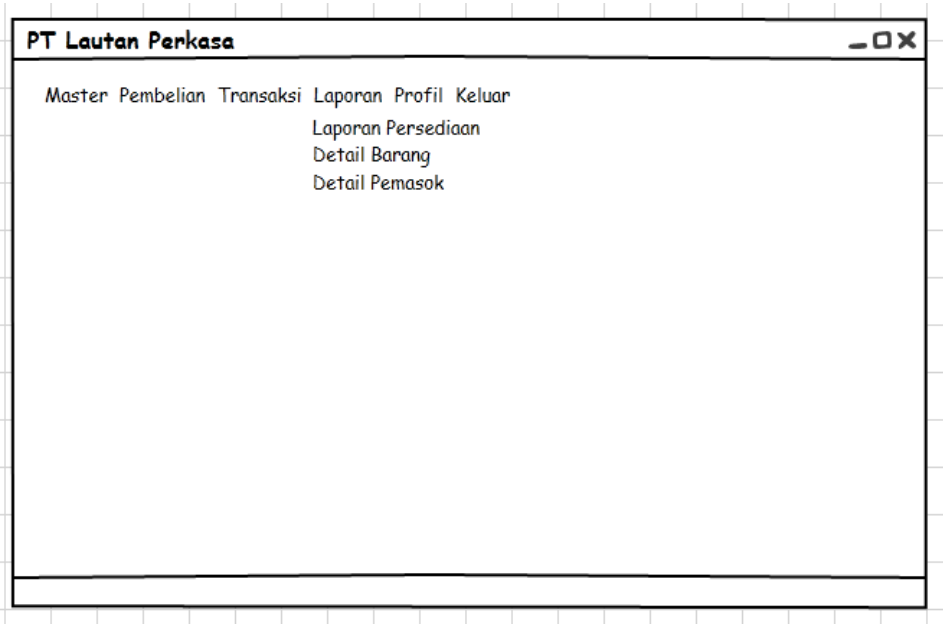 PT Lautan Perkasa
Master Pembelian Transaksi Laporan Profil Keluar
Laporan Persediaan
Detail Barang
Detail Pemasok